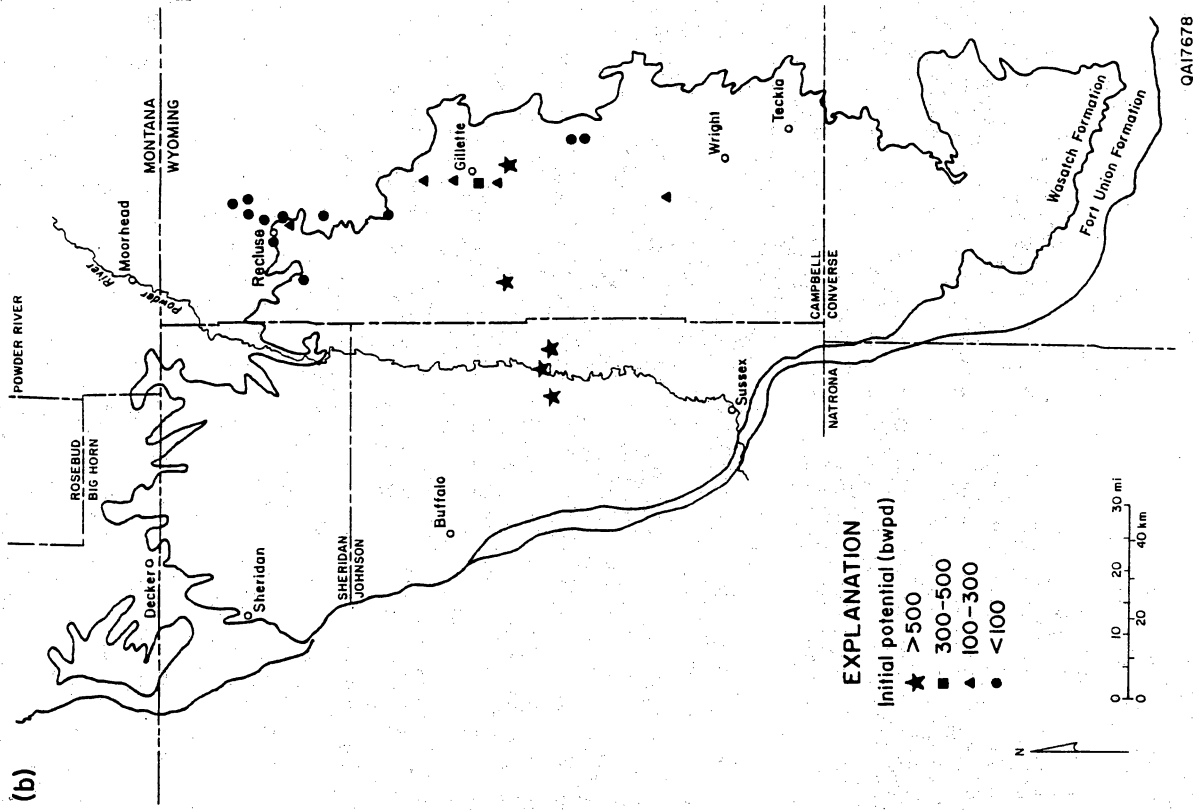 (b)
POWDER RIVER
ROSEBUD
BIG HORN
Moorhead
Powder
River
MONTANA
WYOMING
Decker
Sheridan
Recluse
SHERIDAN
JOHNSON
Buffalo
Gillette
Wright
Teckla
Sussex
CAMPBELL
CONVERSE
NATRONA
Wasatch Formation
Fort Union Formation
EXPLANATION
Initial potential (bwpd)
>500
300-500
100-300
<100
0 10 20 30 mi
0 20 40 km
N
QA17678